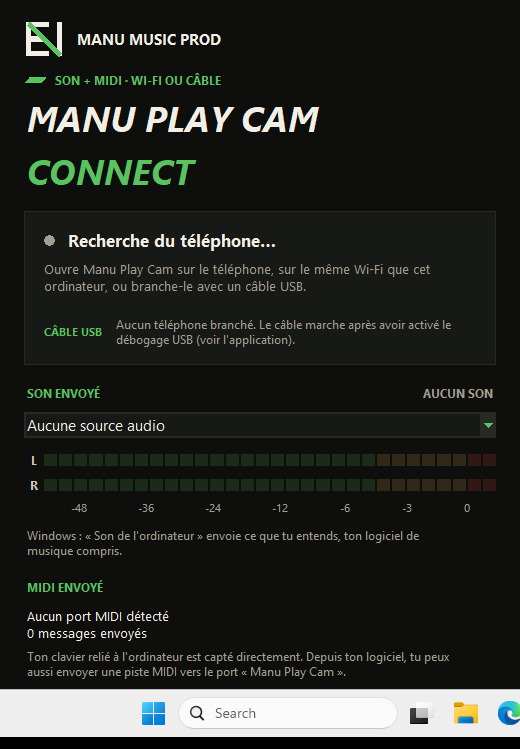 MANU MUSIC PROD
SON + MIDI · WI-FI OU CÂBLE
MANU PLAY CAM
CONNECT
Recherche du téléphone...
Ouvre Manu Play Cam sur le téléphone, sur le même Wi-Fi que cet
ordinateur, ou branche-le avec un câble USB.
CÂBLE USB
Aucun téléphone branché. Le câble marche après avoir activé le
débogage USB (voir l'application).
SON ENVOYÉ
AUCUN SON
Aucune source audio
L
R
-48 -36 -24 -12 -6 -3 0
Windows : « Son de l'ordinateur » envoie ce que tu entends, ton logiciel de
musique compris.
MIDI ENVOYÉ
Aucun port MIDI détecté
0 messages envoyés
Ton clavier relié à l'ordinateur est capté directement. Depuis ton logiciel, tu peux
aussi envoyer une piste MIDI vers le port « Manu Play Cam ».
Search